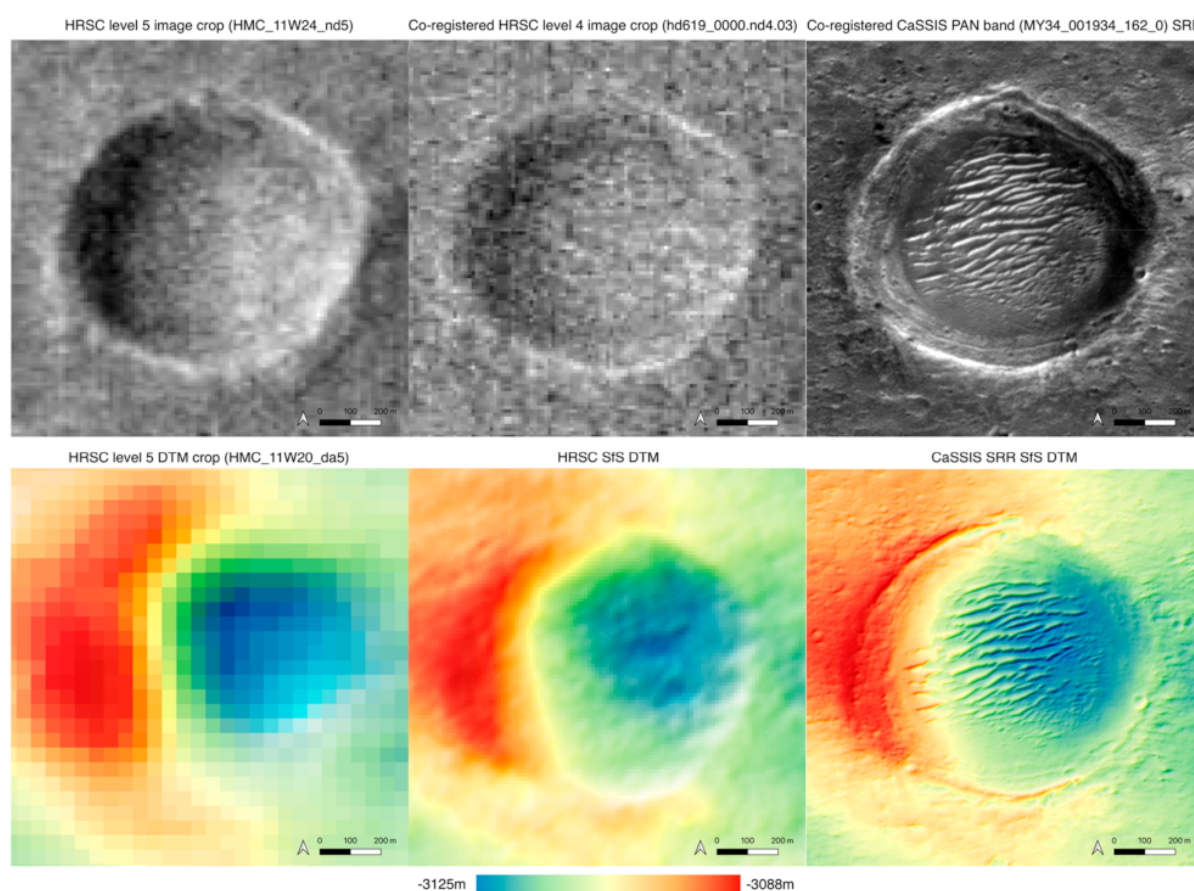 HRSC level 5 image crop (HMC_11W24_nd5)
Co-registered HRSC level 4 image crop (hd619_0000.nd4.03)
Co-registered CaSSIS PAN band (MY34_001934_162_0) SRR
0 100 200 m
0 100 200 m
0 100 200 m
HRSC level 5 DTM crop (HMC_11W20_da5)
HRSC SfS DTM
CaSSIS SRR SfS DTM
0 100 200 m
0 100 200 m
0 100 200 m
-3125m -3088m